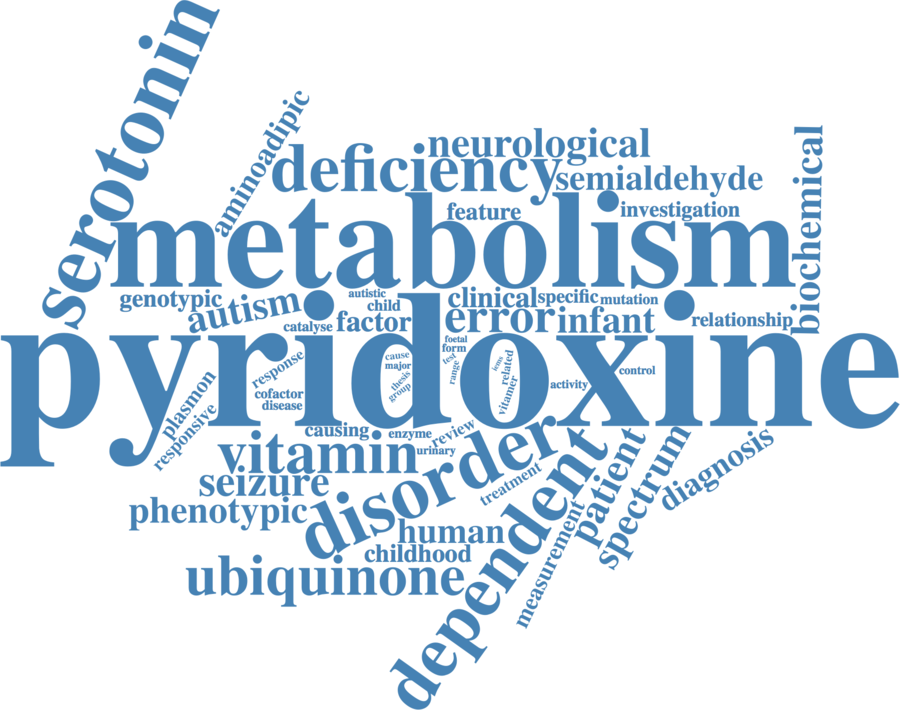 serotonin
aminoadipic
neurological
deficiency
semialdehyde
biochemical
feature
investigation
metabolism
genotypic
autism
autistic
child
clinical
specific
mutation
catalyse
factor
error
infant
relationship
pyridoxine
foetal
form
test
range
cause
major
thesis
group
iems
related
vitamer
activity
control
response
cofactor
disease
plasmon
responsive
causing
enzyme
review
urinary
vitamin
seizure
phenotypic
disorder
treatment
human
childhood
ubiquinone
dependent
measurement
patient
spectrum
diagnosis